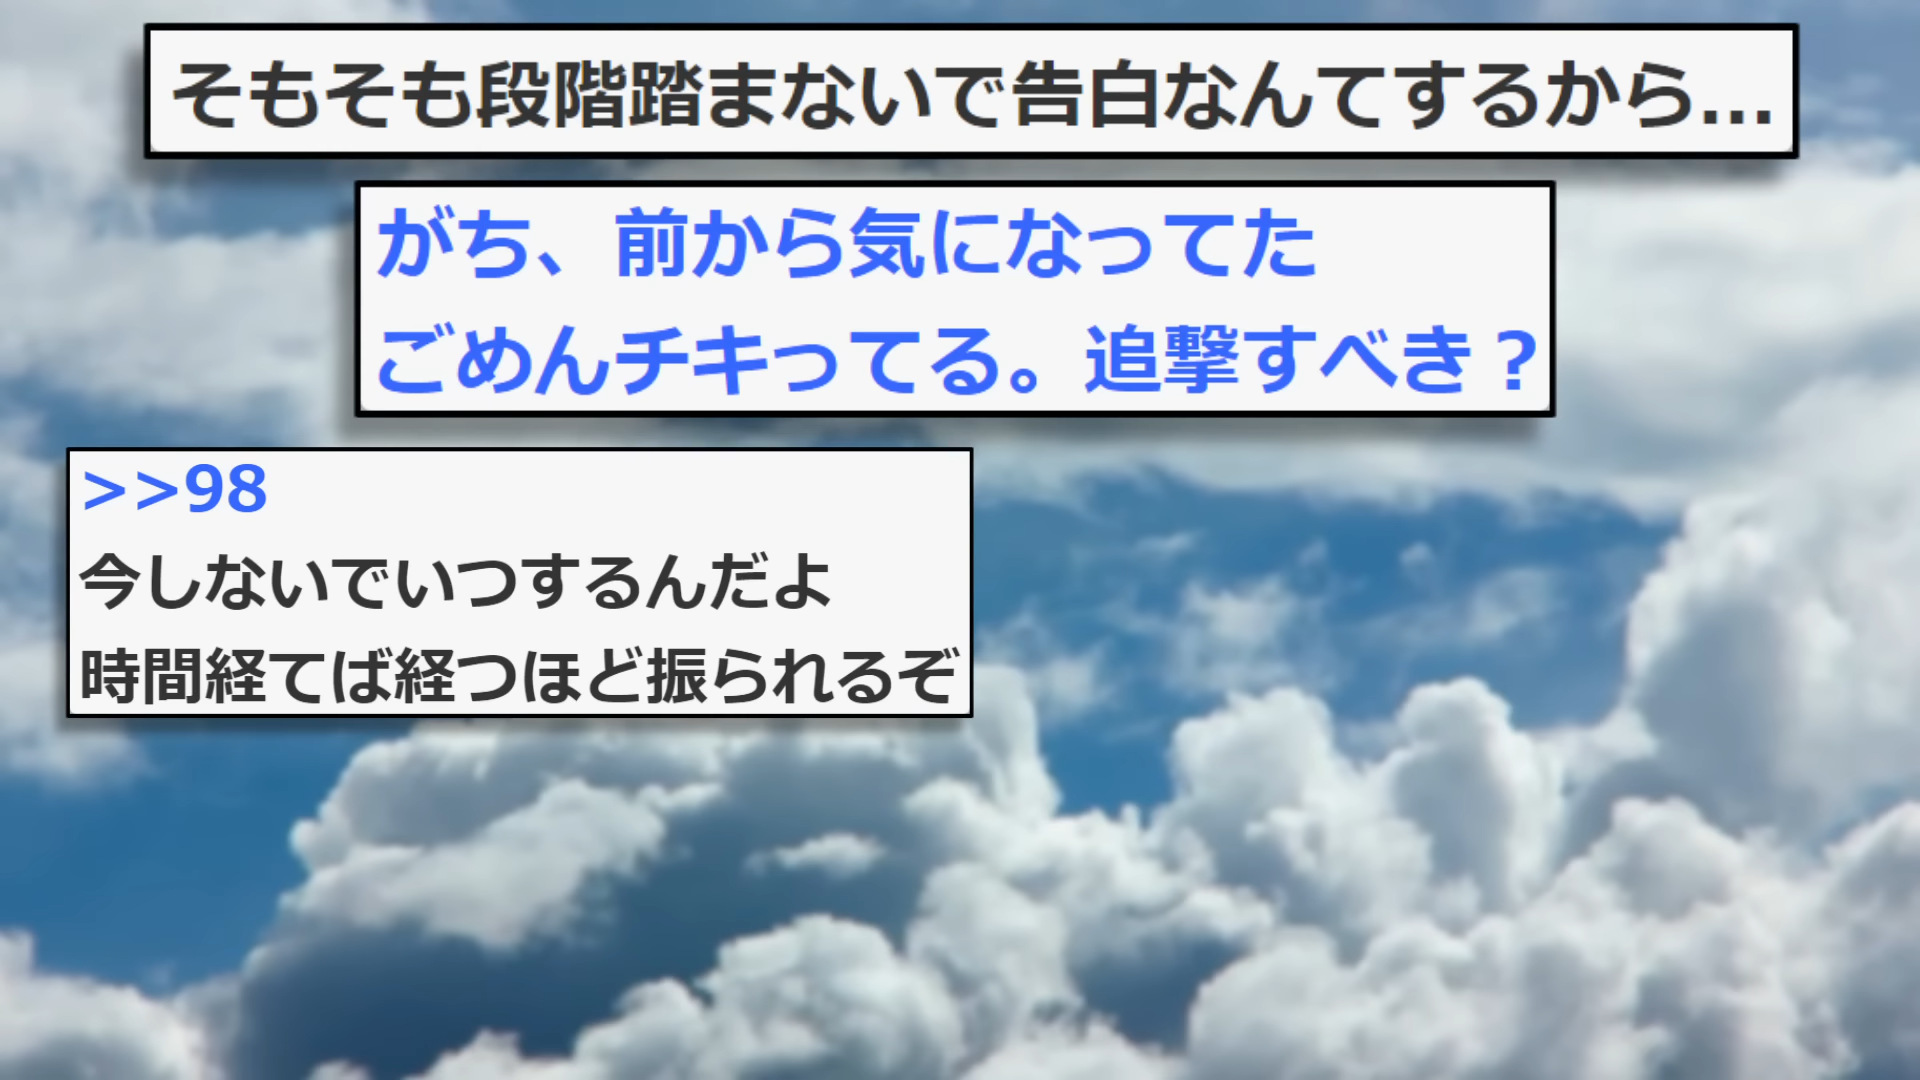 そもそも段階踏まないで告白なんてするから...
がち、前から気になってた
ごめんチキってる。追撃すべき？
>>98
今しないでいつするんだよ
時間経てば経つほど振られるぞ